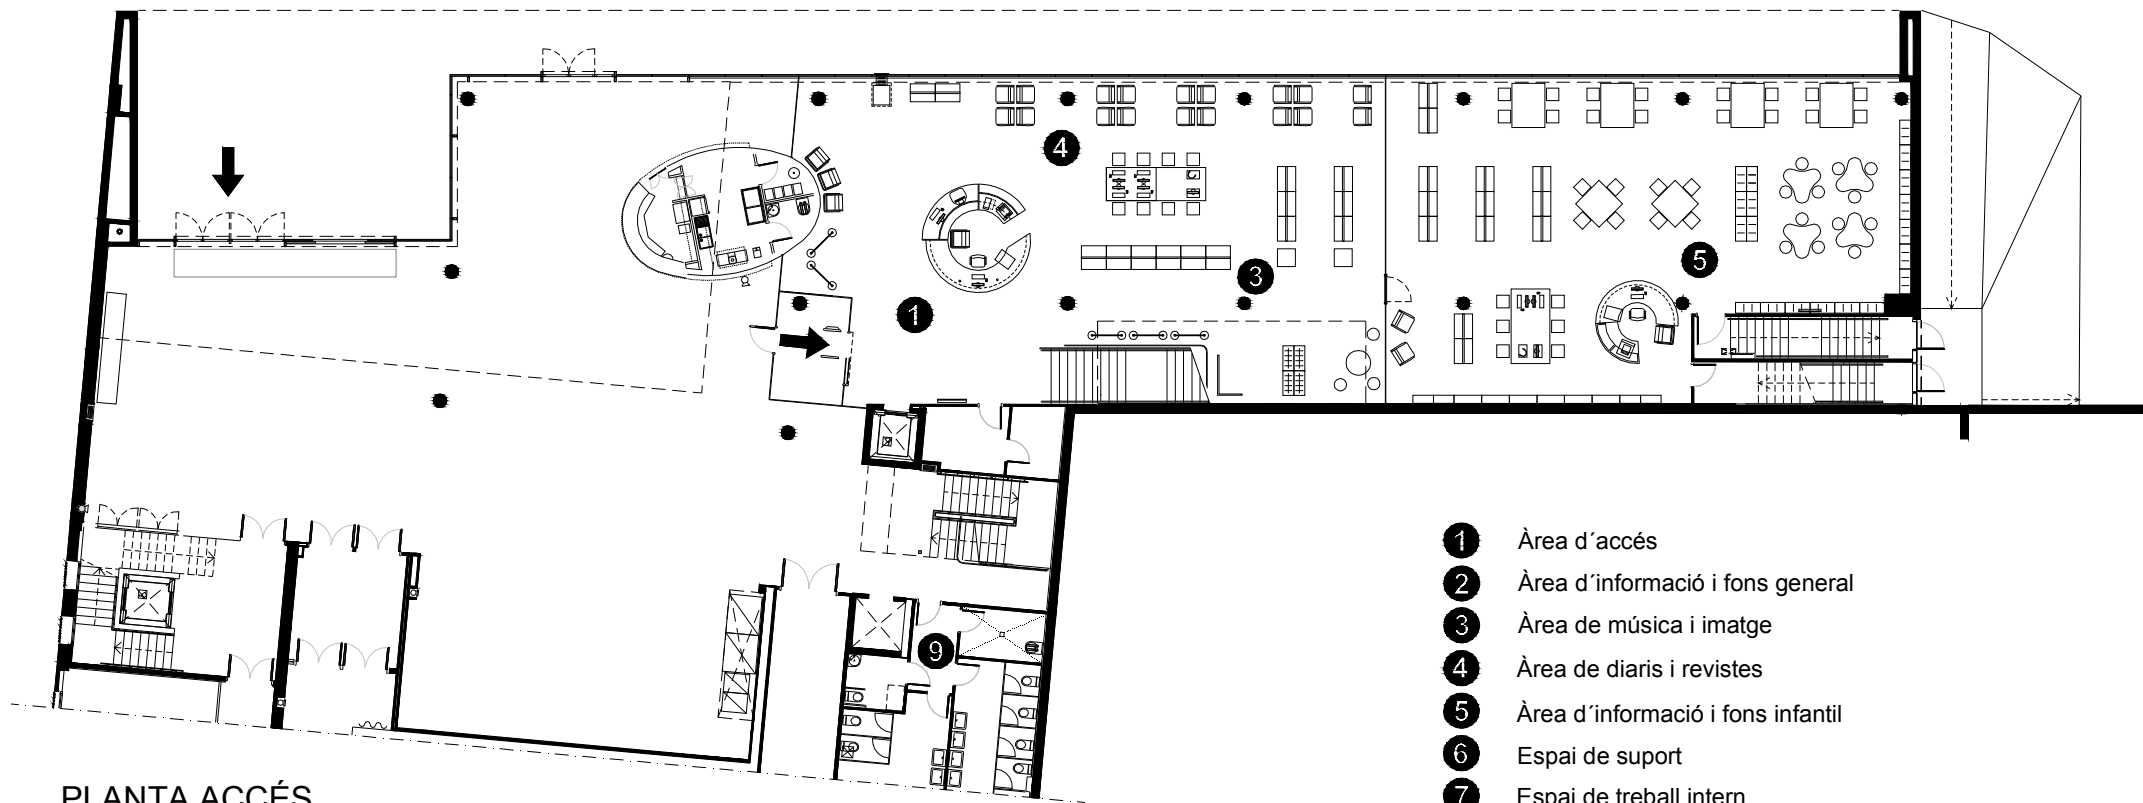 4
3
5
1
9
1 Àrea d´accés
2 Àrea d´informació i fons general
3 Àrea de música i imatge
4 Àrea de diaris i revistes
5 Àrea d´informació i fons infantil
6 Espai de suport
7 Espai de treball intern
PLANTA ACCÉS